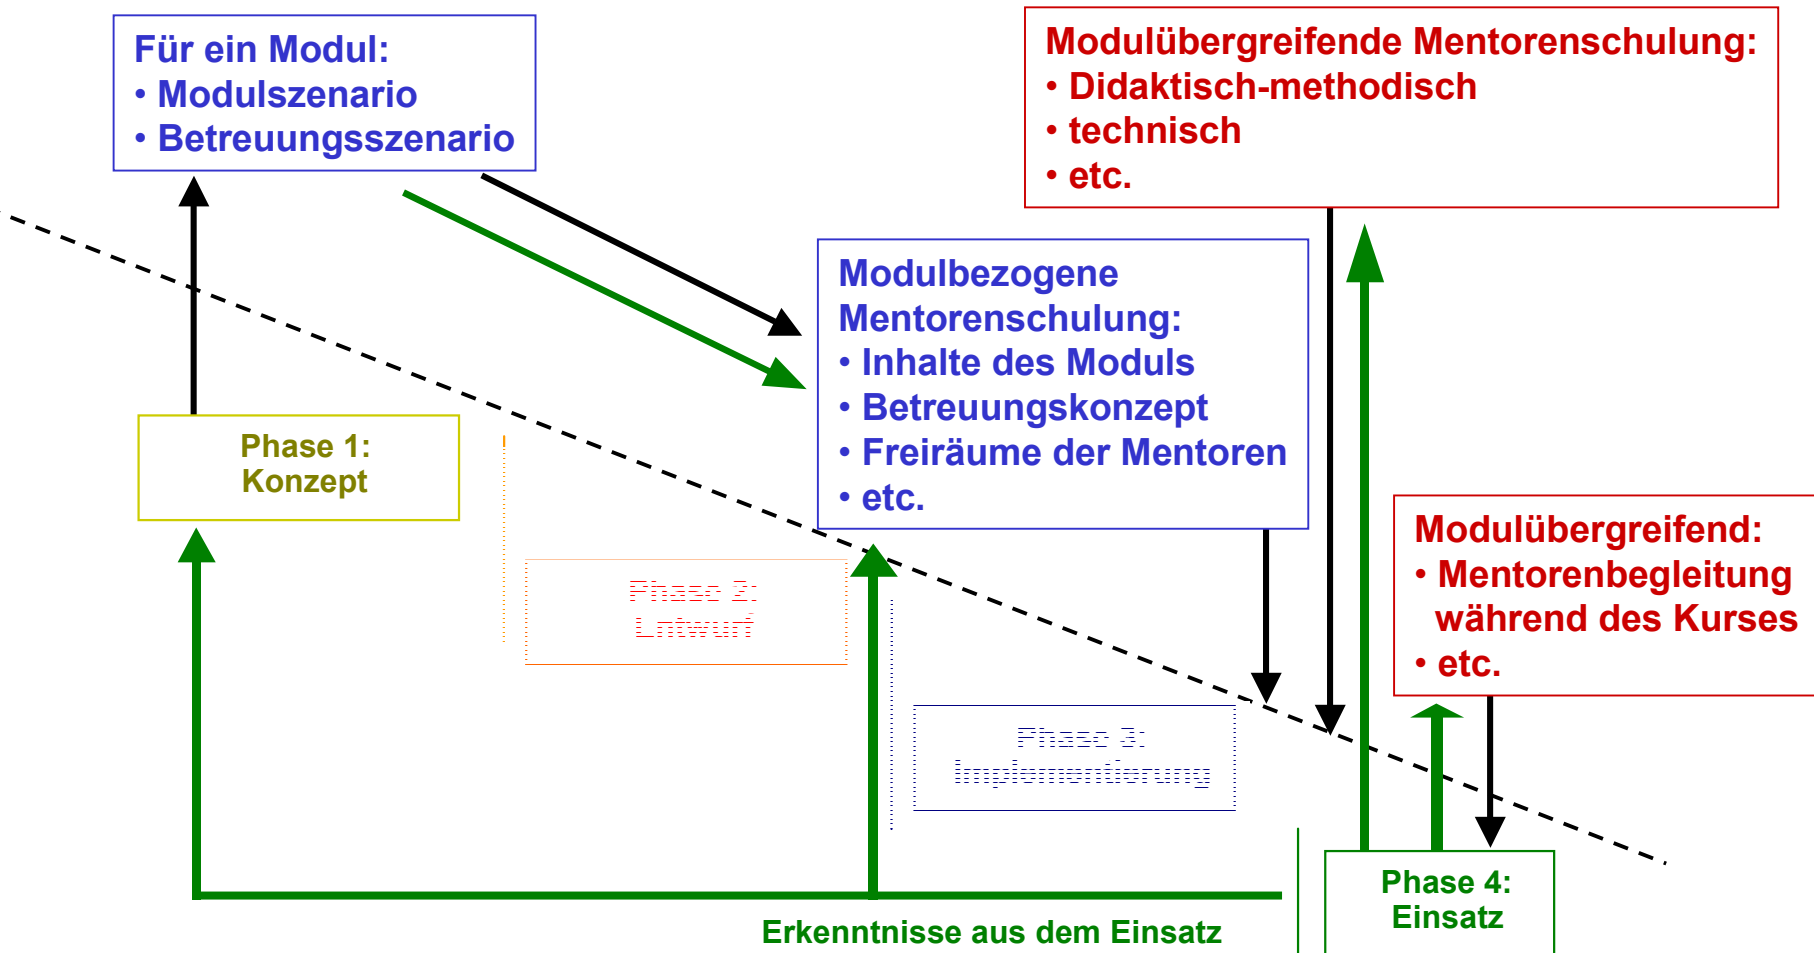 Für ein Modul:
• Modulszenario
• Betreuungsszenario
Modulübergreifende Mentorenschulung:
• Didaktisch-methodisch
• technisch
• etc.
Modulbezogene
Mentorenschulung:
• Inhalte des Moduls
• Betreuungskonzept
• Freiräume der Mentoren
• etc.
Phase 1:
Konzept
Modulübergreifend:
• Mentorenbegleitung
während des Kurses
• etc.
Phase 2:
Entwurf
Phase 3:
Implementierung
Phase 4:
Einsatz
Erkenntnisse aus dem Einsatz